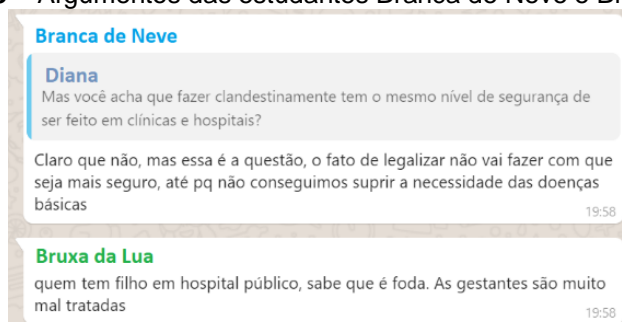 Branca de Neve
Diana
Mas você acha que fazer clandestinamente tem o mesmo nível de segurança de
ser feito em clínicas e hospitais?
Claro que não, mas essa é a questão, o fato de legalizar não vai fazer com que
seja mais seguro, até pq não conseguimos suprir a necessidade das doenças
básicas
19:58
Bruxa da Lua
quem tem filho em hospital público, sabe que é foda. As gestantes são muito
mal tratadas
19:58